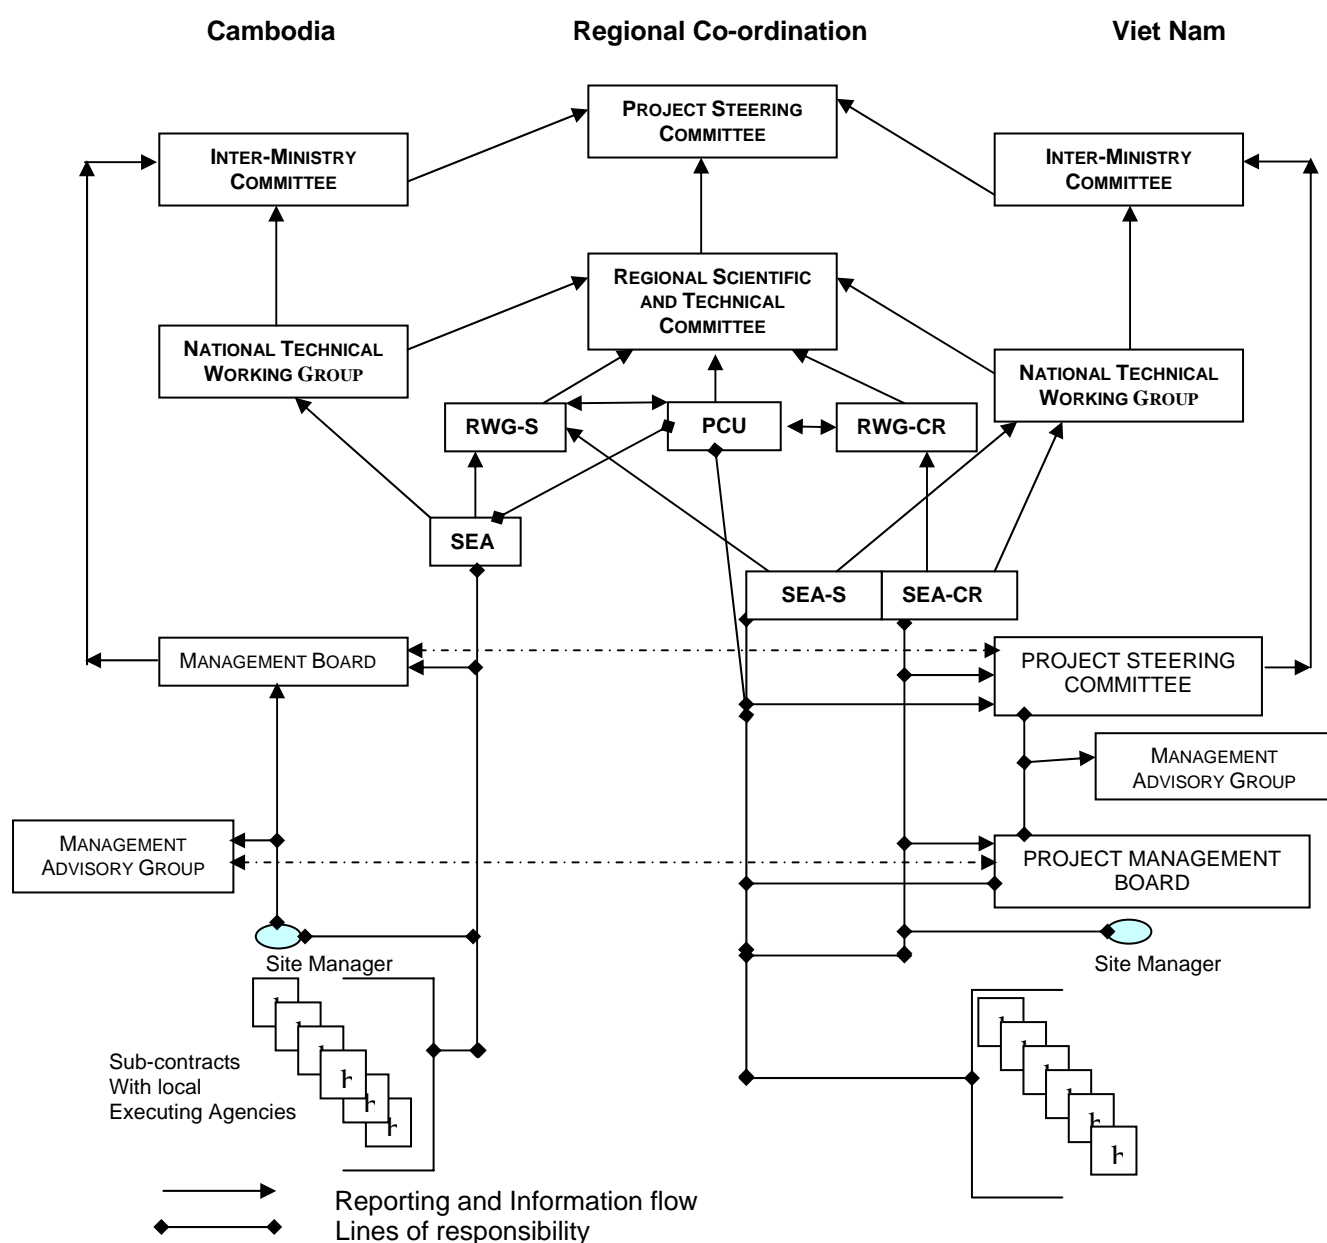 Cambodia
Regional Co-ordination
Viet Nam
PROJECT STEERING
COMMITTEE
INTER-MINISTRY
COMMITTEE
INTER-MINISTRY
COMMITTEE
REGIONAL SCIENTIFIC
AND TECHNICAL
COMMITTEE
NATIONAL TECHNICAL
WORKING GROUP
NATIONAL TECHNICAL
WORKING GROUP
RWG-S
PCU
RWG-CR
SEA
SEA-S
SEA-CR
MANAGEMENT BOARD
PROJECT STEERING
COMMITTEE
MANAGEMENT
ADVISORY GROUP
MANAGEMENT
ADVISORY GROUP
PROJECT MANAGEMENT
BOARD
Site Manager
Site Manager
Sub-contracts
With local
Executing Agencies
Reporting and Information flow
Lines of responsibility